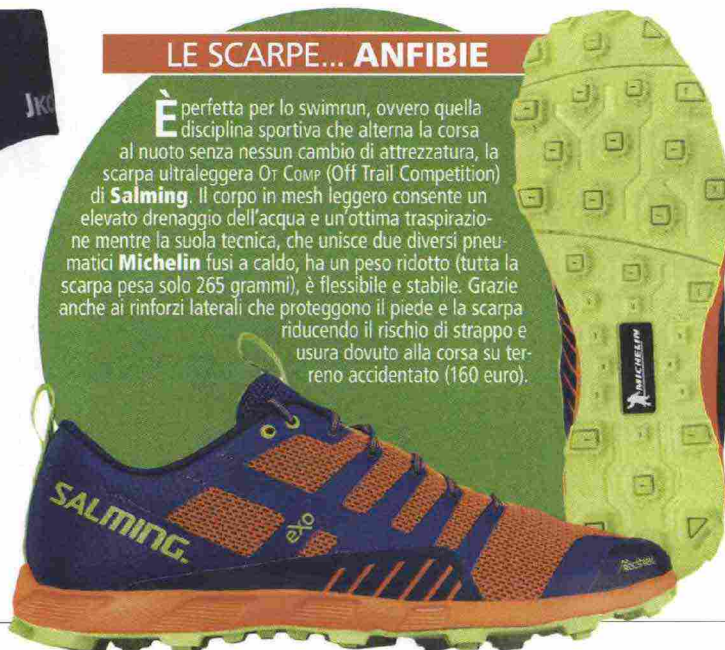 JKO
LE SCARPE... ANFIBIE
È perfetta per lo swimrun, ovvero quella
disciplina sportiva che alterna la corsa
al nuoto senza nessun cambio di attrezzatura, la
scarpa ultraleggera OT COMP (Off Trail Competition)
di Salming. Il corpo in mesh leggero consente un
elevato drenaggio dell'acqua e un'ottima traspirazio-
ne mentre la suola tecnica, che unisce due diversi pneu-
matici Michelin fusi a caldo, ha un peso ridotto (tutta la
scarpa pesa solo 265 grammi), è flessibile e stabile. Grazie
anche ai rinforzi laterali che proteggono il piede e la scarpa
riducendo il rischio di strappo e
usura dovuto alla corsa su ter-
reno accidentato (160 euro).
MICHELIN
SALMING.
exo